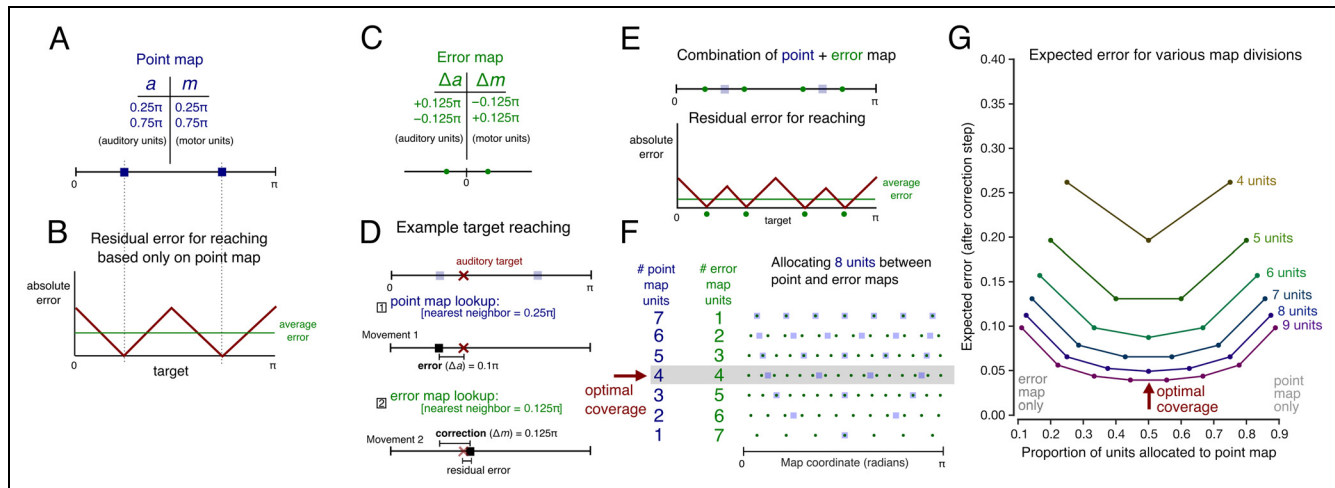 A
Point map
a m
0.25π 0.25π
0.75π 0.75π
(auditory units) (motor units)
0 π
B
Residual error for reaching
based only on point map
absolute
error
average
error
0 π
target
C
Error map
Δa Δm
+0.125π −0.125π
−0.125π +0.125π
(auditory units) (motor units)
0
D
Example target reaching
auditory target
0 π
1 point map lookup:
[nearest neighbor = 0.25π]
Movement 1
error (Δa) = 0.1π
2 error map lookup:
[nearest neighbor = 0.125π]
correction (Δm) = 0.125π
Movement 2
residual error
E
Combination of point + error map
0 π
Residual error for reaching
absolute
error
average
error
0 target π
F
# point
map
units
# error
map
units
Allocating 8 units between
point and error maps
7 1
6 2
5 3
4 4
3 5
2 6
1 7
optimal
coverage
0 π
Map coordinate (radians)
G
Expected error for various map divisions
Expected error (after correction step)
0.40
0.35
0.30
0.25
0.20
0.15
0.10
0.05
0.00
4 units
5 units
6 units
7 units
8 units
9 units
error
map
only
optimal
coverage
point
map
only
0.1 0.2 0.3 0.4 0.5 0.6 0.7 0.8 0.9
Proportion of units allocated to point map